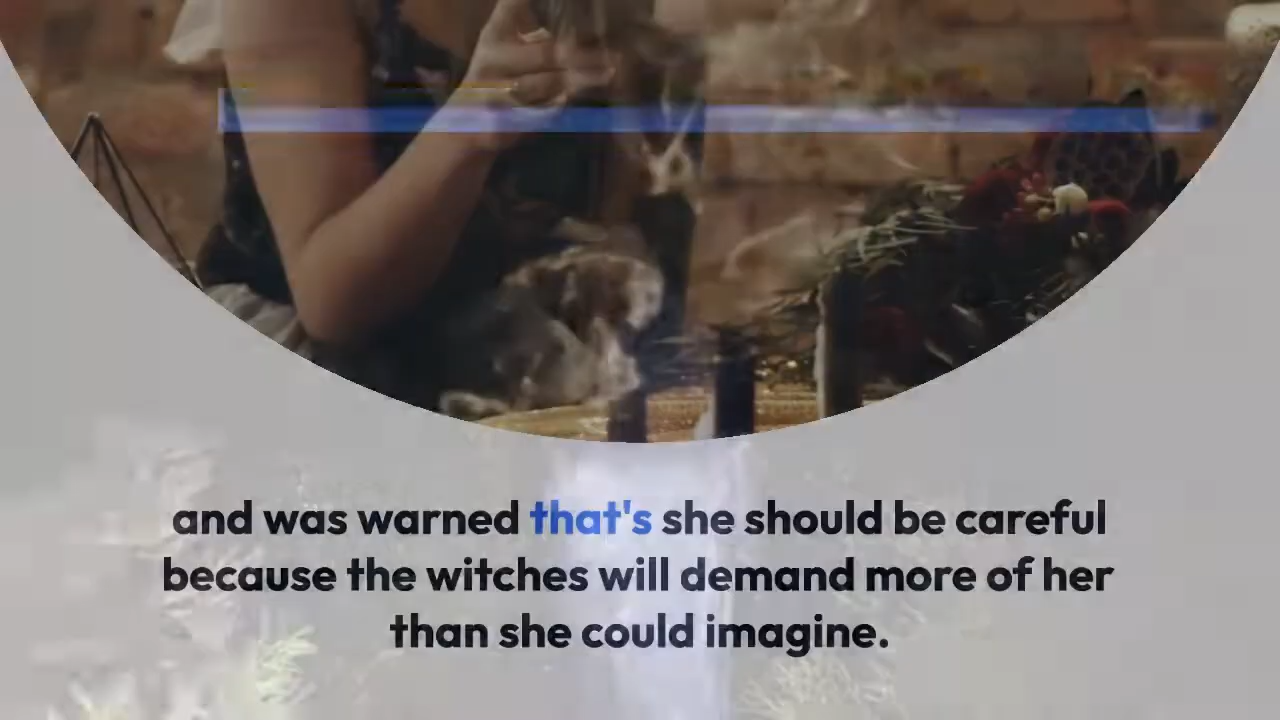 and was warned that's she should be careful
because the witches will demand more of her
than she could imagine.